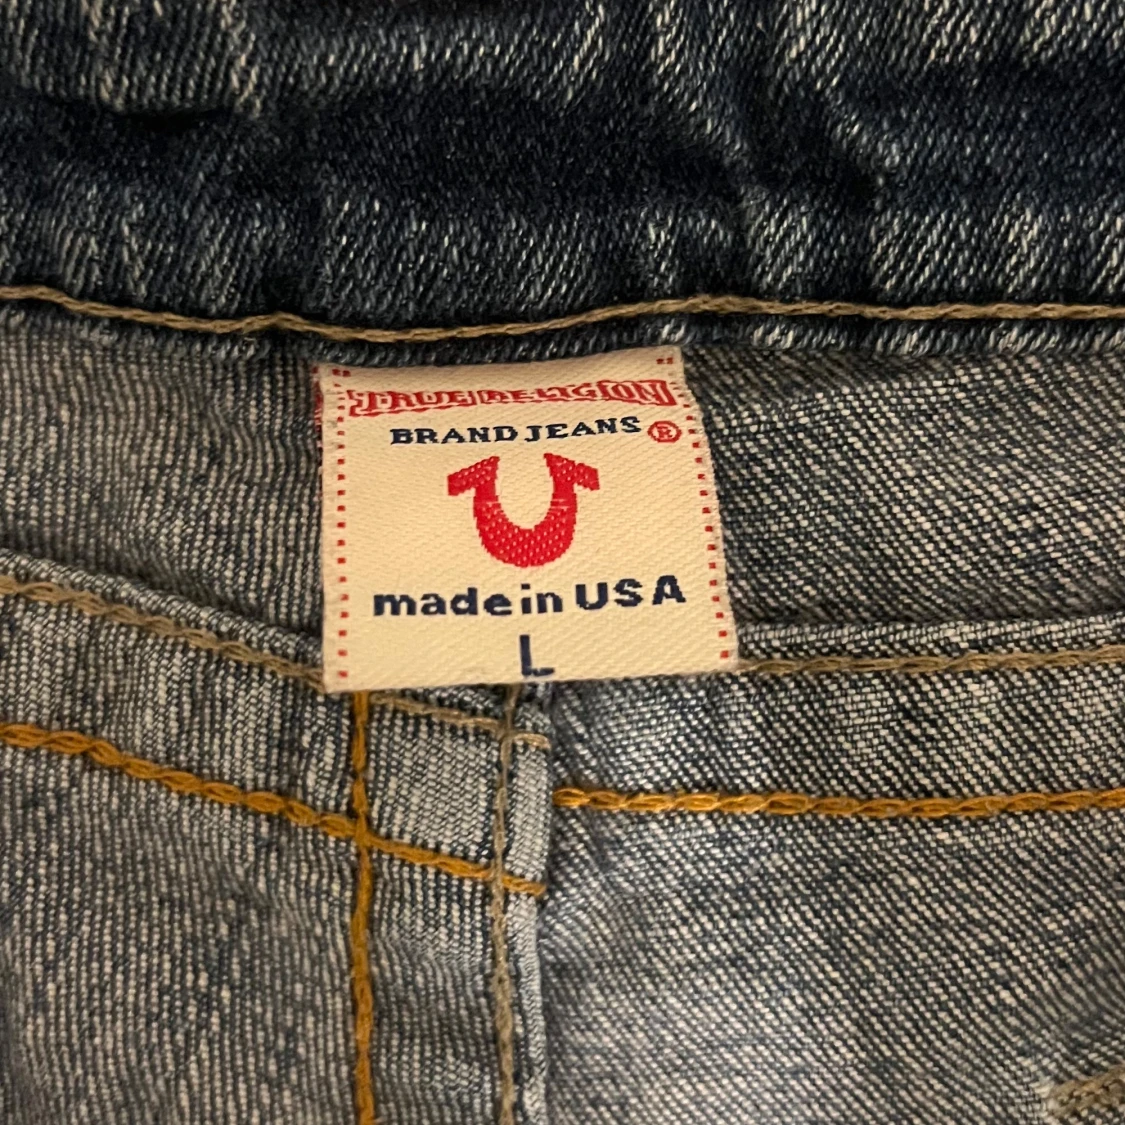 TRUE RELIGION
BRAND JEANS ®
made in USA
L